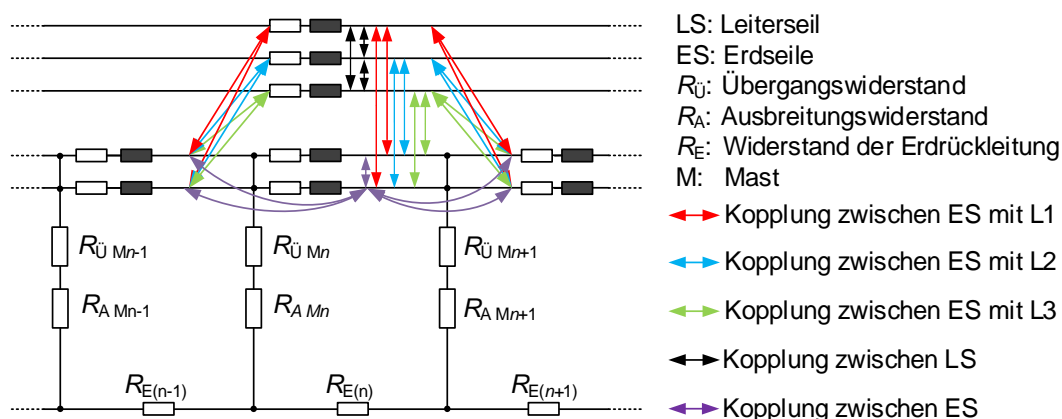 LS: Leiterseil
ES: Erdseile
RÜ: Übergangswiderstand
RA: Ausbreitungswiderstand
RE: Widerstand der Erdrückleitung
M: Mast
Kopplung zwischen ES mit L1
Kopplung zwischen ES mit L2
Kopplung zwischen ES mit L3
Kopplung zwischen LS
Kopplung zwischen ES
RÜ Mn-1
RÜ Mn
RÜ Mn+1
RA Mn-1
RA Mn
RA Mn+1
RE(n-1)
RE(n)
RE(n+1)